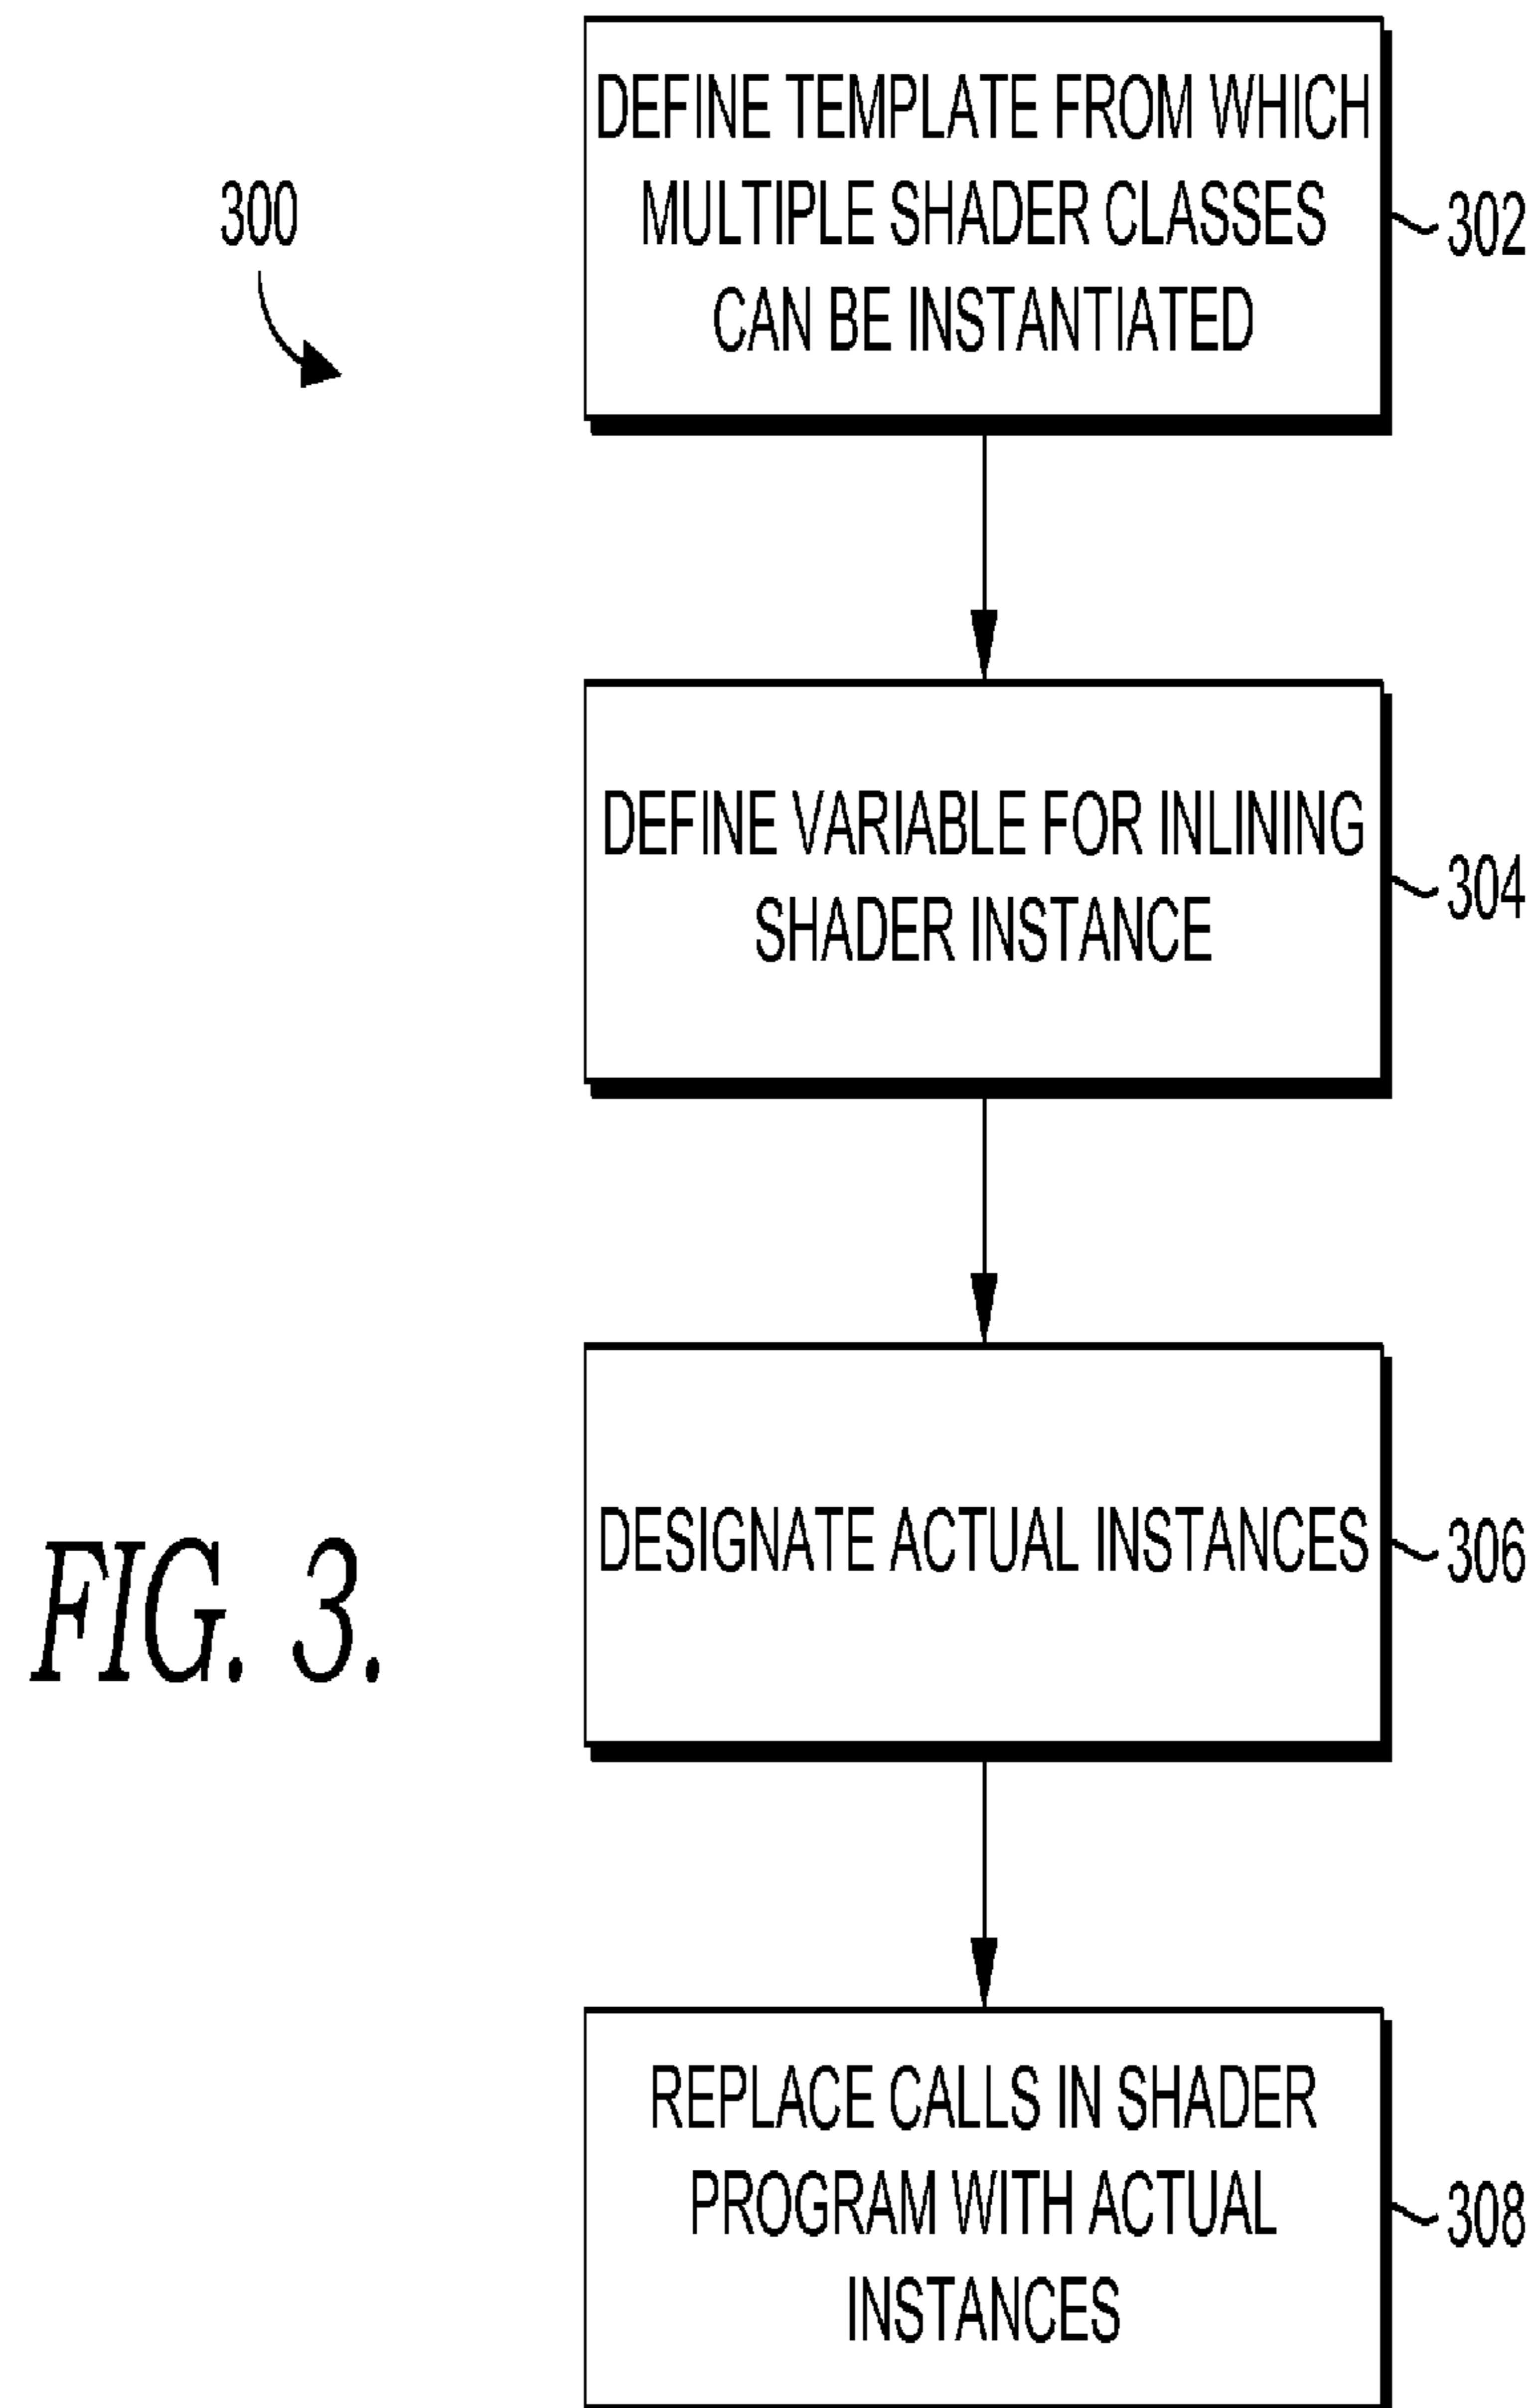 300
DEFINE TEMPLATE FROM WHICH
MULTIPLE SHADER CLASSES
CAN BE INSTANTIATED
302
DEFINE VARIABLE FOR INLINING
SHADER INSTANCE
304
DESIGNATE ACTUAL INSTANCES
306
REPLACE CALLS IN SHADER
PROGRAM WITH ACTUAL
INSTANCES
308
FIG. 3.